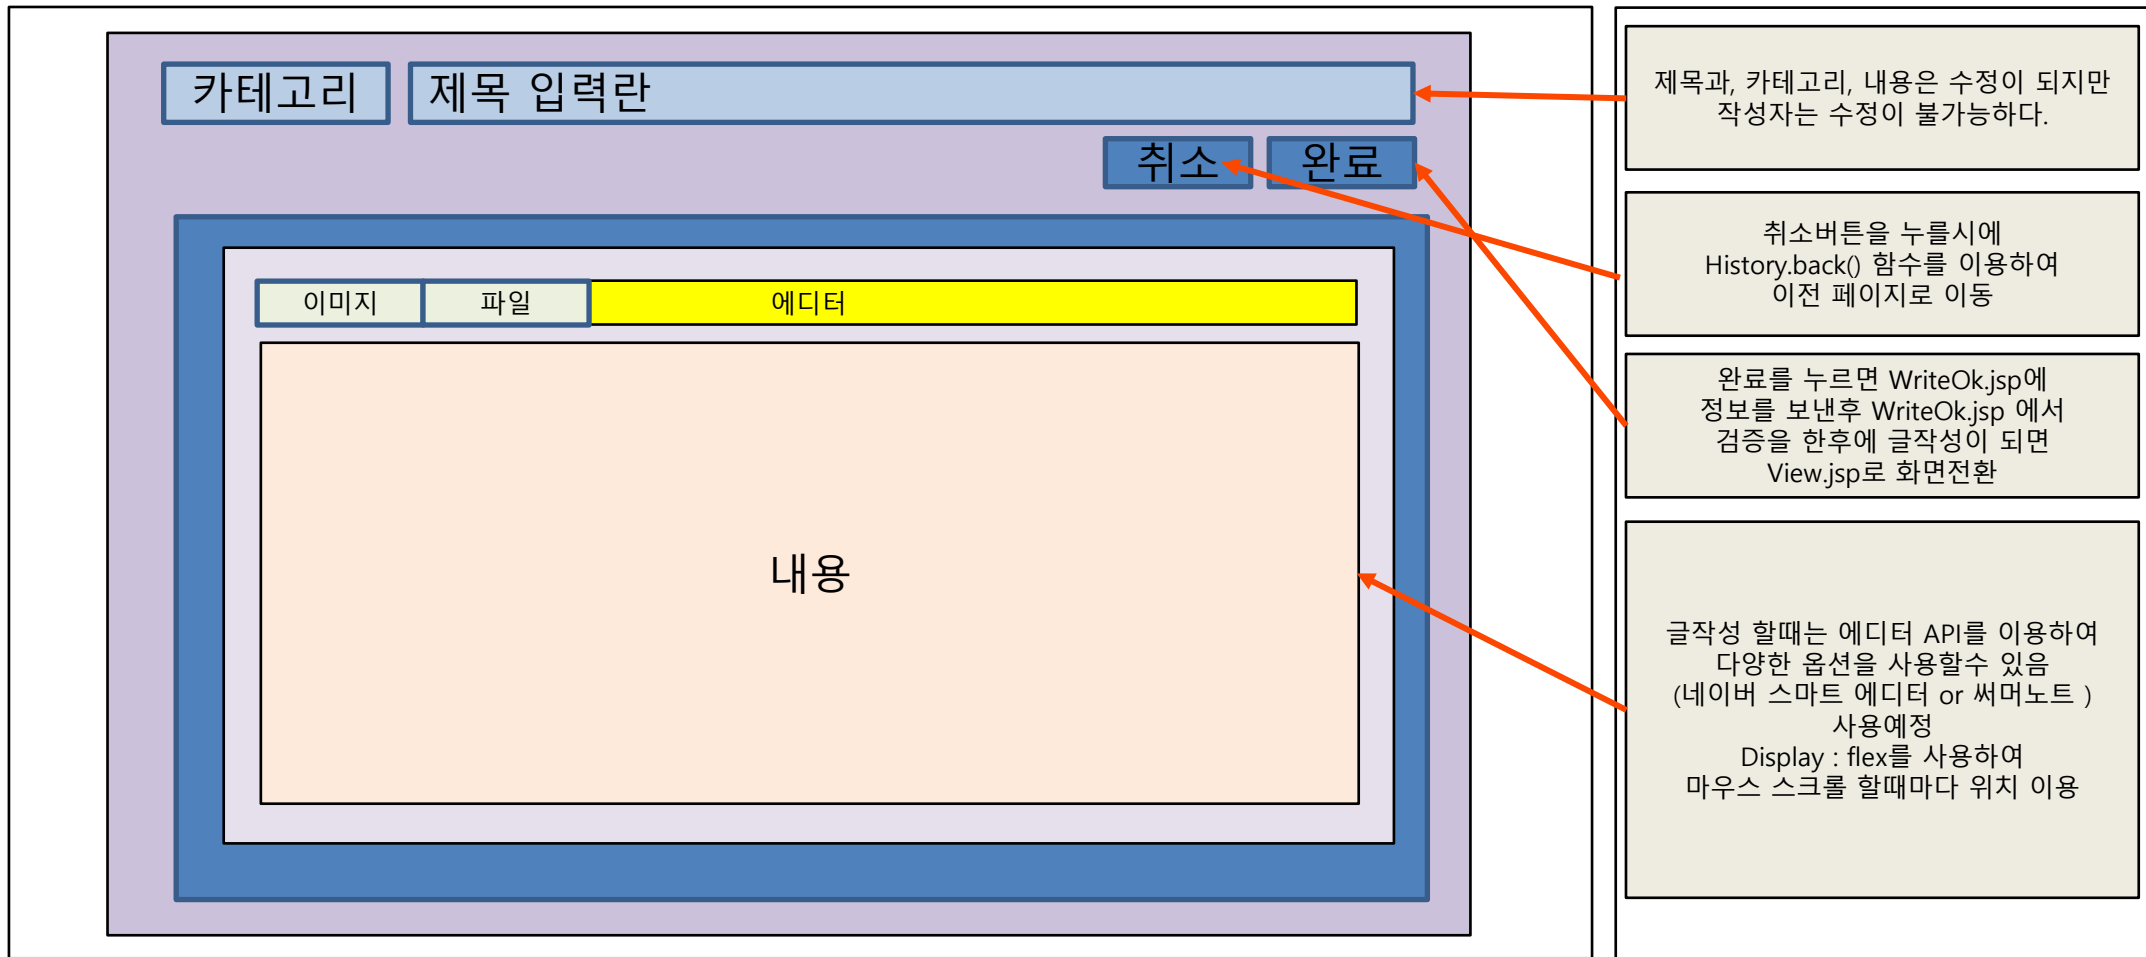 카테고리
제목 입력란
취소
완료
이미지
파일
에디터
내용
제목과, 카테고리, 내용은 수정이 되지만
작성자는 수정이 불가능하다.
취소버튼을 누를시에
History.back() 함수를 이용하여
이전 페이지로 이동
완료를 누르면 WriteOk.jsp에
정보를 보낸후 WriteOk.jsp 에서
검증을 한후에 글작성이 되면
View.jsp로 화면전환
글작성 할때는 에디터 API를 이용하여
다양한 옵션을 사용할수 있음
(네이버 스마트 에디터 or 써머노트 )
사용예정
Display : flex를 사용하여
마우스 스크롤 할때마다 위치 이용